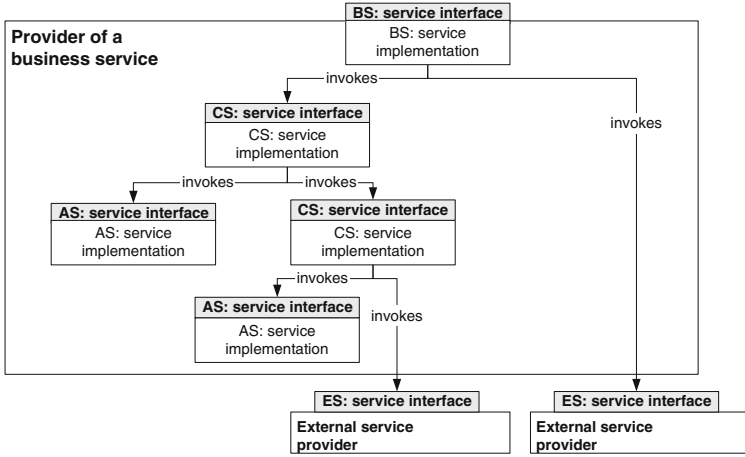 BS: service interface
Provider of a
business service
BS: service
implementation
invokes
CS: service interface
CS: service
implementation
invokes
invokes
invokes
AS: service interface
AS: service
implementation
CS: service interface
CS: service
implementation
invokes
AS: service interface
invokes
AS: service
implementation
ES: service interface
ES: service interface
External service
provider
External service
provider